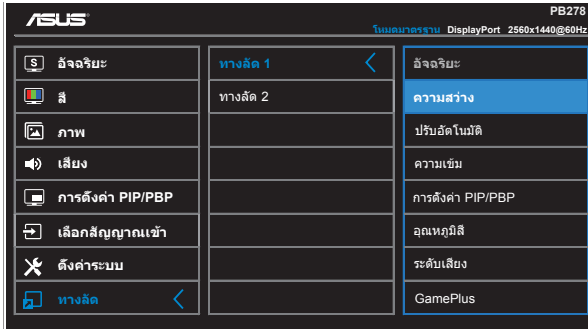 ASUS
PB278
โหมดมาตรฐาน DisplayPort 2560x1440@60Hz
S อัจฉริยะ
สี
ภาพ
เสียง
การตั้งค่า PIP/PBP
เลือกสัญญาณเข้า
ตั้งค่าระบบ
ทางลัด
ทางลัด 1
ทางลัด 2
อัจฉริยะ
ความสว่าง
ปรับอัตโนมัติ
ความเข้ม
การตั้งค่า PIP/PBP
อุณหภูมิสี
ระดับเสียง
GamePlus